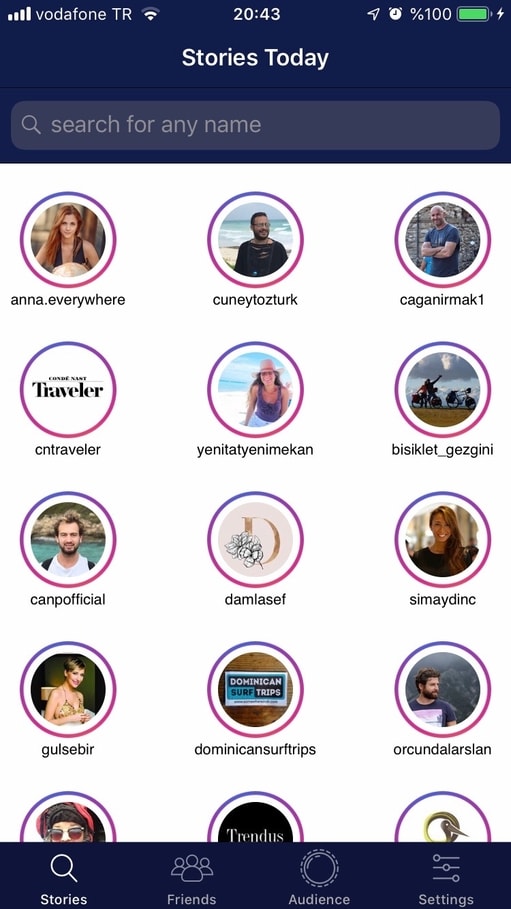 vodafone TR 20:43 %100
Stories Today
search for any name
anna.everywhere cuneytozturk caganirmak1
CONDÉ NAST
Traveler
cntraveler yenitatyenimekan bisiklet_gezgini
D
canpofficial damlasef simaydinc
DOMINICAN
SURF TRIPS
gulsebir dominicansurftrips orcundalarslan
Trendus
Stories Friends Audience Settings